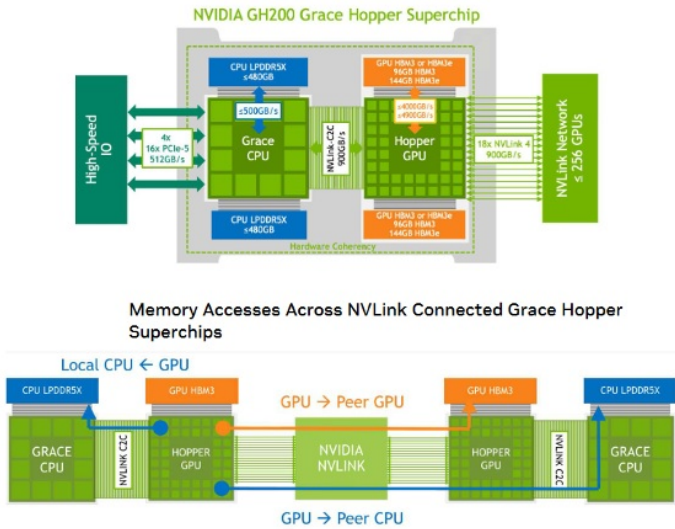 NVIDIA GH200 Grace Hopper Superchip
High-Speed
IO
4x
16x PCIe-5
512GB/s
CPU LPDDR5X
≤480GB
≤500GB/s
Grace
CPU
CPU LPDDR5X
≤480GB
NVLink-C2C
900GB/s
GPU HBM3 or HBM3e
96GB HBM3
144GB HBM3e
≤4000GB/s
≤4900GB/s
Hopper
GPU
GPU HBM3 or HBM3e
96GB HBM3
144GB HBM3e
18x NVLink 4
900GB/s
NVLink Network
≤ 256 GPUs
Hardware Coherency
Memory Accesses Across NVLink Connected Grace Hopper
Superchips
Local CPU ← GPU
CPU LPDDR5X
GPU HBM3
GPU → Peer GPU
GPU HBM3
CPU LPDDR5X
GRACE
CPU
NVLINK C2C
HOPPER
GPU
NVIDIA
NVLINK
HOPPER
GPU
NVLINK C2C
GRACE
CPU
GPU → Peer CPU